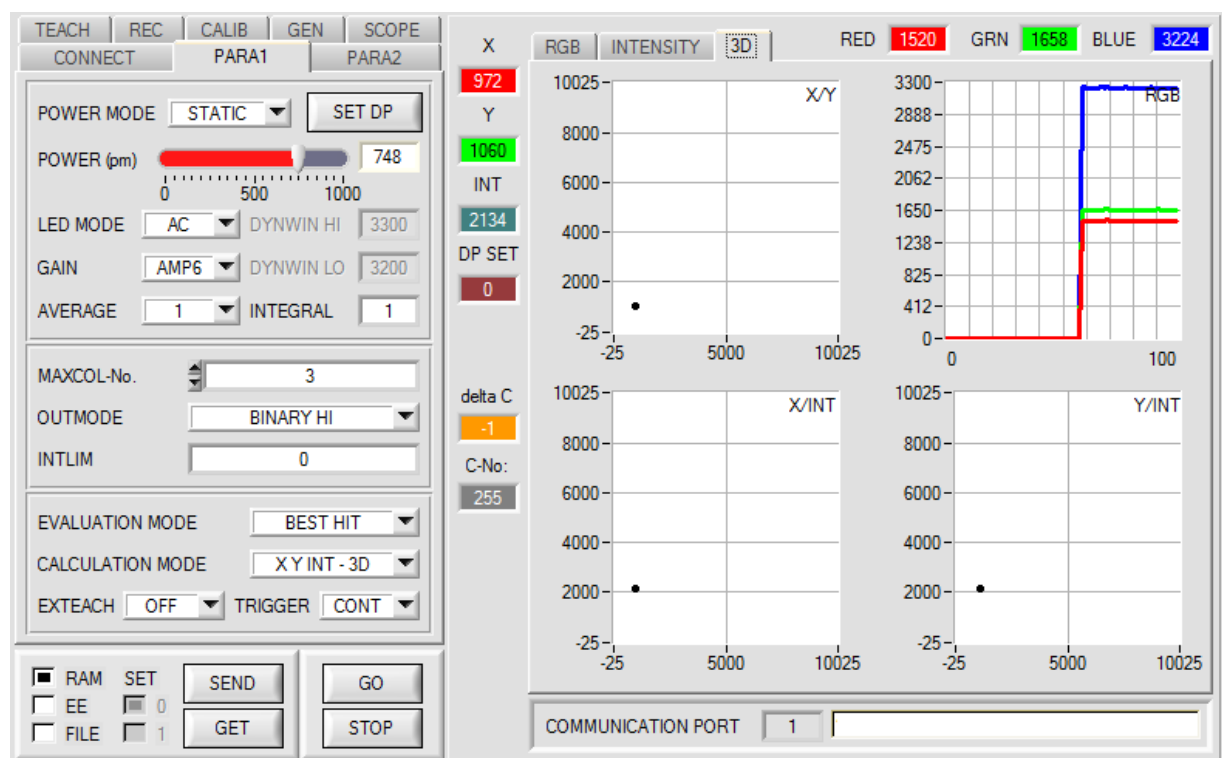 TEACH REC CALIB GEN SCOPE
CONNECT PARA1 PARA2
POWER MODE STATIC SET DP
POWER (pm) 748
0 500 1000
LED MODE AC DYNWIN HI 3300
GAIN AMP6 DYNWIN LO 3200
AVERAGE 1 INTEGRAL 1
MAXCOL-No. 3
OUTMODE BINARY HI
INTLIM 0
EVALUATION MODE BEST HIT
CALCULATION MODE X Y INT - 3D
EXTEACH OFF TRIGGER CONT
RAM SET SEND GO
EE 0
FILE 1 GET STOP
X
972
Y
1060
INT
2134
DP SET
0
delta C
-1
C-No:
255
RGB INTENSITY 3D RED 1520 GRN 1658 BLUE 3224
X/Y
10025
8000
6000
4000
2000
-25
-25 5000 10025
RGB
3300
2888
2475
2062
1650
1238
825
412
0
0 100
X/INT
10025
8000
6000
4000
2000
-25
-25 5000 10025
Y/INT
10025
8000
6000
4000
2000
-25
-25 5000 10025
COMMUNICATION PORT 1